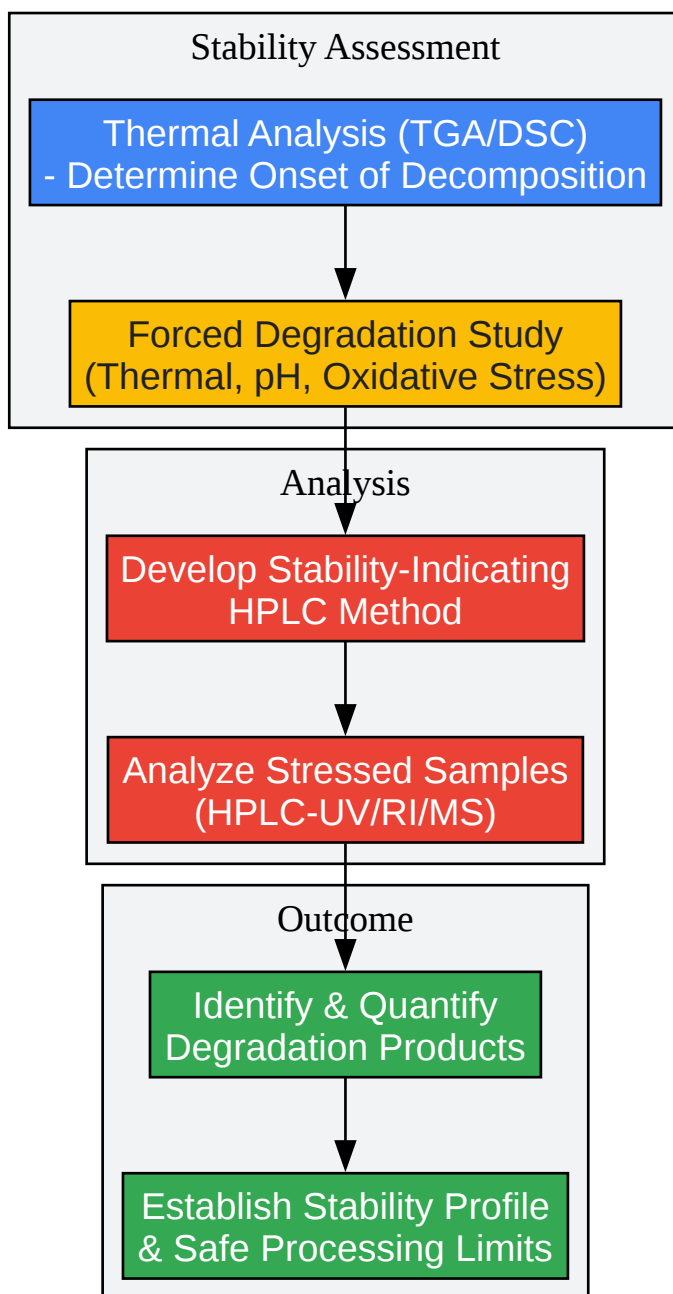 Stability Assessment
Thermal Analysis (TGA/DSC)
- Determine Onset of Decomposition
Forced Degradation Study
(Thermal, pH, Oxidative Stress)
Analysis
Develop Stability-Indicating
HPLC Method
Analyze Stressed Samples
(HPLC-UV/RI/MS)
Outcome
Identify & Quantify
Degradation Products
Establish Stability Profile
& Safe Processing Limits